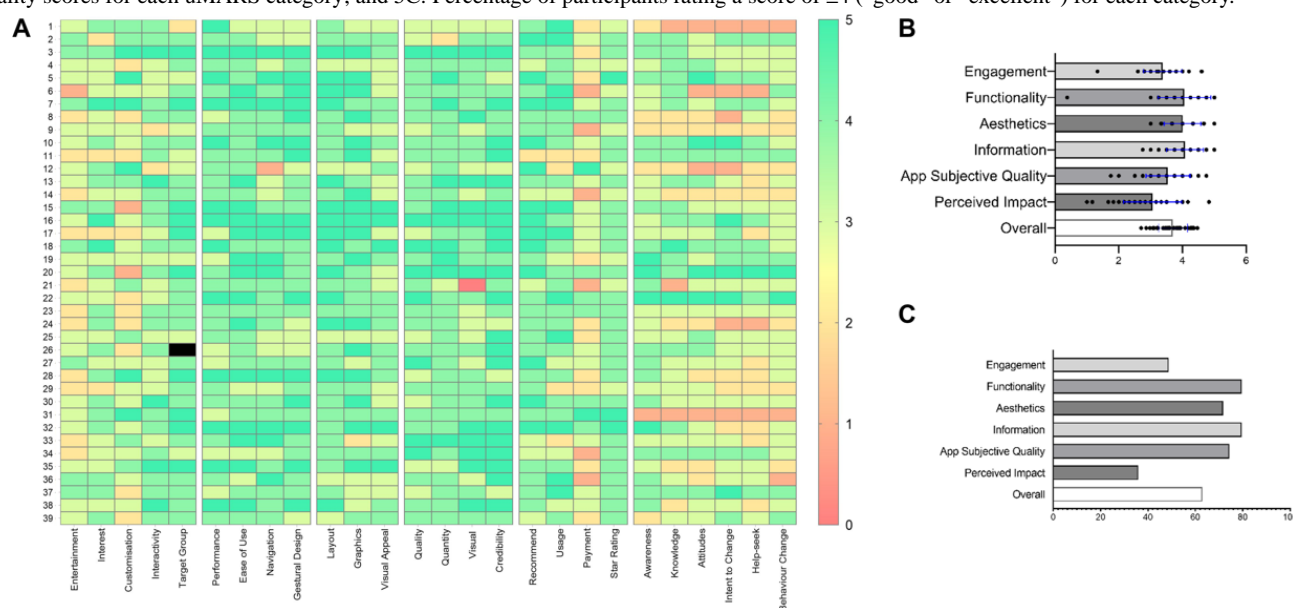 ality scores for each uMARS category; and 3C: Percentage of participants rating a score of ≥4 ("good" or "excellent") for each category.
A
1
2
3
4
5
6
7
8
9
10
11
12
13
14
15
16
17
18
19
20
21
22
23
24
25
26
27
28
29
30
31
32
33
34
35
36
37
38
39
Entertainment
Interest
Customisation
Interactivity
Target Group
Performance
Ease of Use
Navigation
Gestural Design
Layout
Graphics
Visual Appeal
Quality
Quantity
Visual
Credibility
Recommend
Usage
Payment
Star Rating
Awareness
Knowledge
Attitudes
Intent to Change
Help-seek
Behaviour Change
5
4
3
2
1
0
B
Engagement
Functionality
Aesthetics
Information
App Subjective Quality
Perceived Impact
Overall
0 2 4 6
C
Engagement
Functionality
Aesthetics
Information
App Subjective Quality
Perceived Impact
Overall
0 20 40 60 80 10